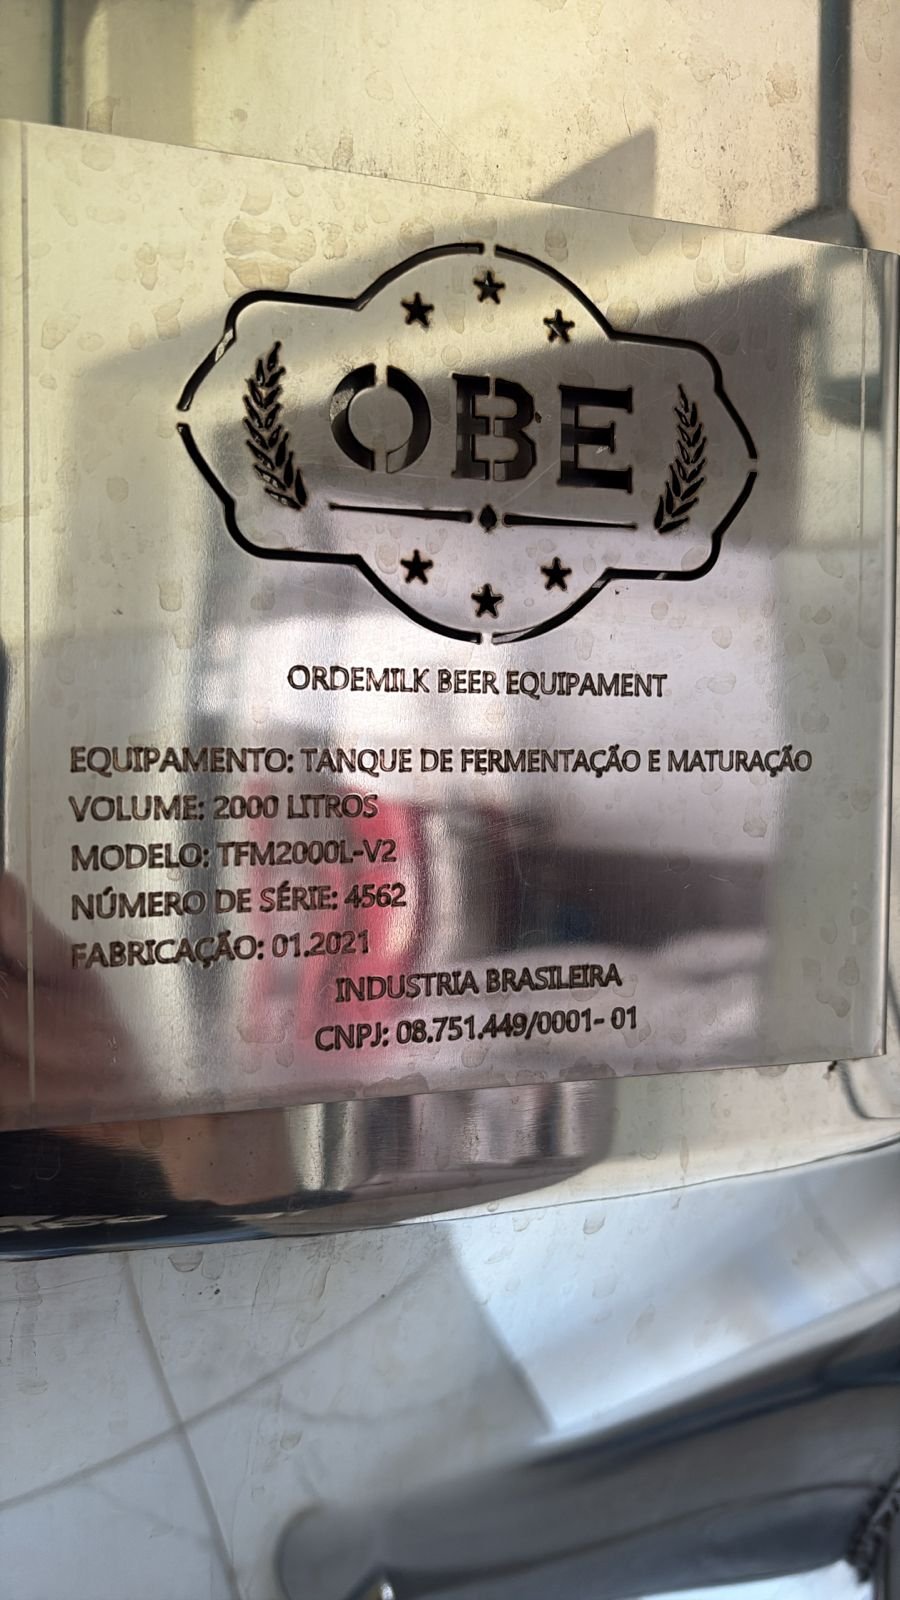 OBE
ORDEMILK BEER EQUIPAMENT
EQUIPAMENTO: TANQUE DE FERMENTAÇÃO E MATURAÇÃO
VOLUME: 2000 LITROS
MODELO: TFM2000L-V2
NÚMERO DE SÉRIE: 4562
FABRICAÇÃO: 01.2021
INDUSTRIA BRASILEIRA
CNPJ: 08.751.449/0001- 01